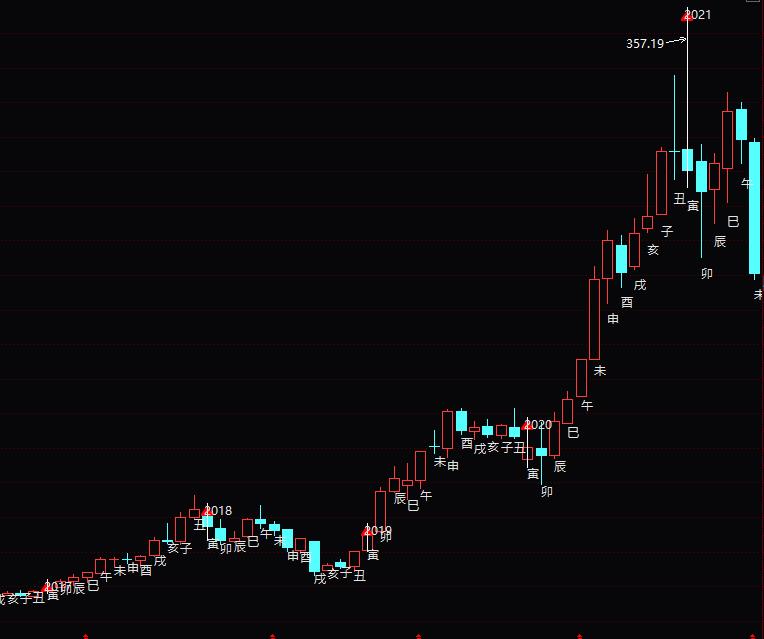 2021
357.19
丑
寅
午
子
巳
辰
亥
卯
戌
未
酉
申
未
午
2020
巳
酉
戌亥子丑
未申
辰
寅
卯
辰
巳
午
2018
2019
丑
卯
寅
卯
辰
巳
午
未
申酉
寅
戌
亥子丑
亥子
戌
未申酉
午
寅卯辰巳
亥子丑